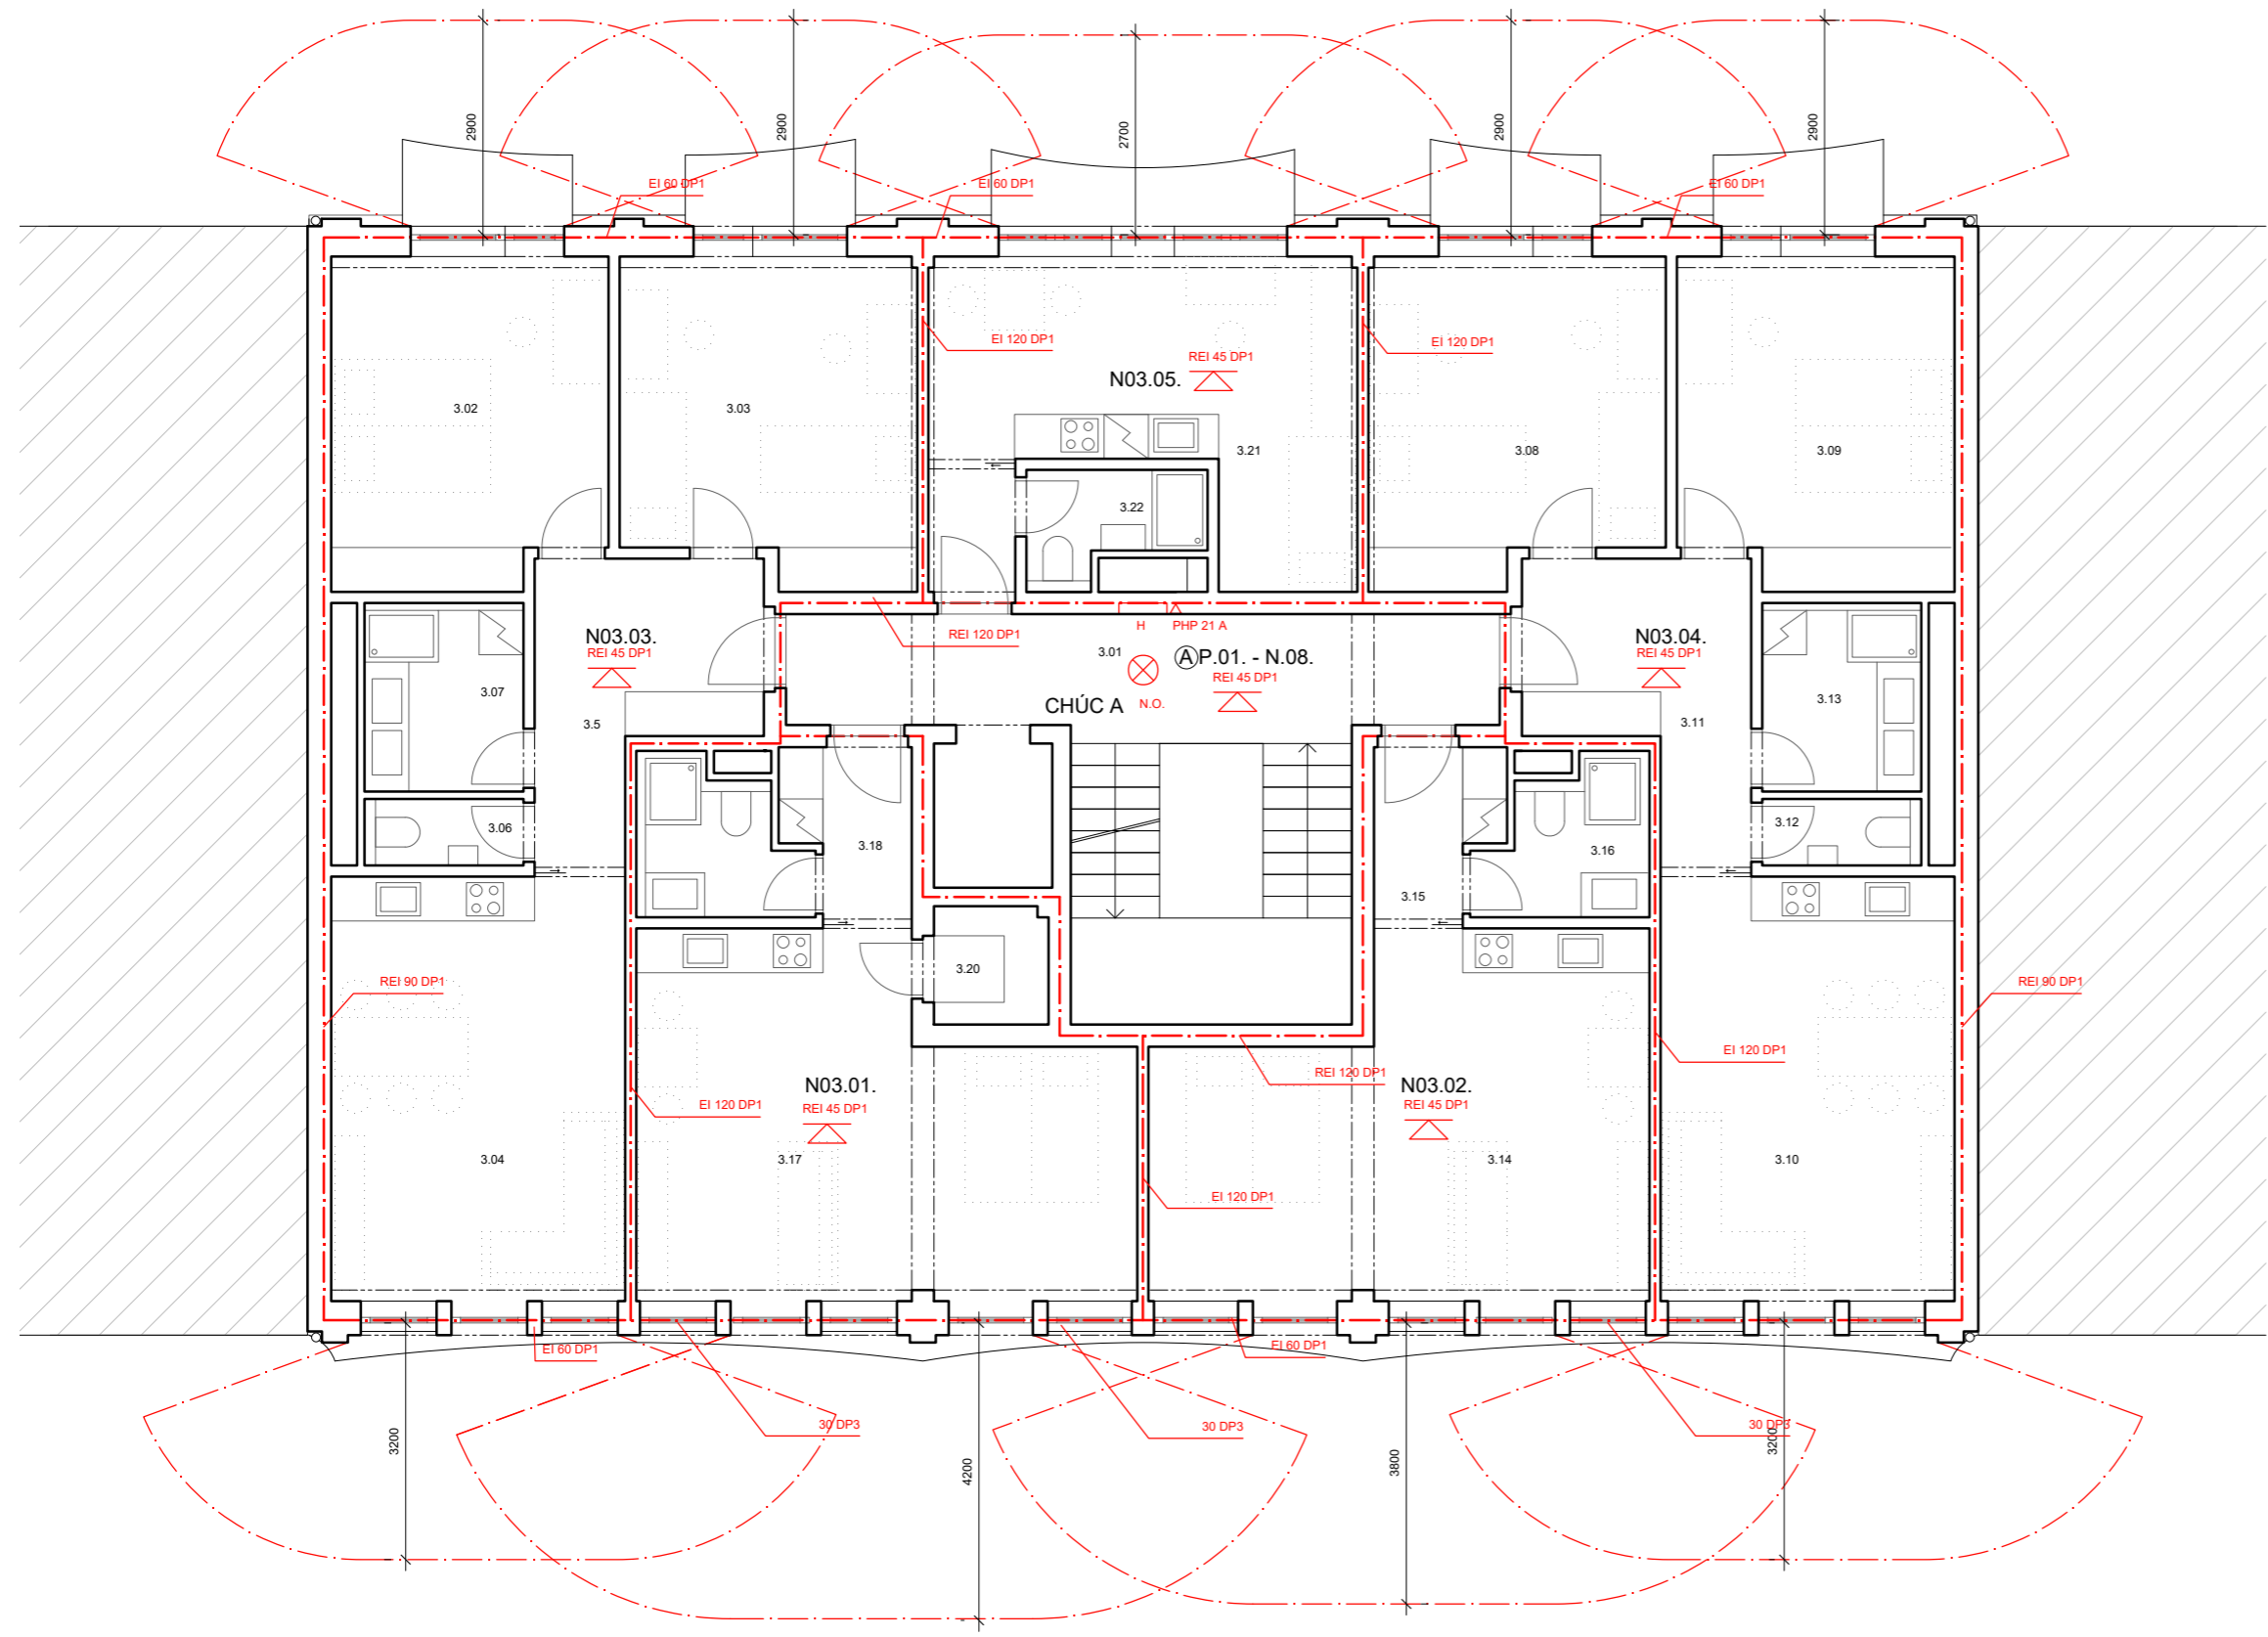 2900
2900
2700
2900
2900
EI 60 DP1
EI 60 DP1
EI 60 DP1
EI 120 DP1
EI 120 DP1
REI 45 DP1
N03.05.
3.02
3.03
3.21
3.08
3.09
3.22
H
PHP 21 A
REI 120 DP1
N03.03.
REI 45 DP1
3.01
A
P.01. - N.08.
REI 45 DP1
N03.04.
REI 45 DP1
CHÚC A
N.O.
3.07
3.5
3.11
3.13
3.06
3.18
3.16
3.12
3.15
3.20
REI 90 DP1
REI 90 DP1
EI 120 DP1
REI 120 DP1
N03.01.
REI 45 DP1
N03.02.
REI 45 DP1
EI 120 DP1
3.04
3.17
3.14
3.10
EI 120 DP1
EI 60 DP1
EI 60 DP1
30 DP3
30 DP3
30 DP3
3200
4200
3800
3200